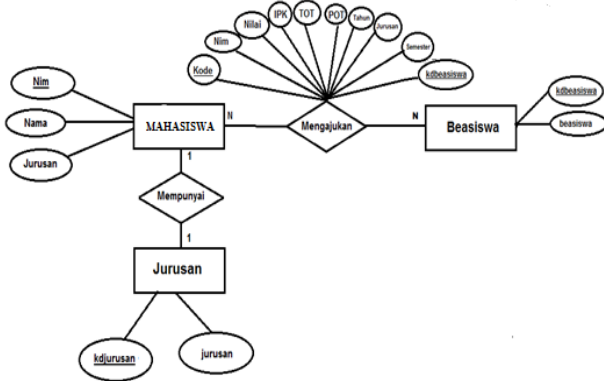 IPK
TOT
POT
Tahun
Nilai
Jurusan
Nim
Semester
Kode
kdbeasiswa
Nim
Nama
Jurusan
MAHASISWA
N
Mengajukan
N
Beasiswa
kdbeasiswa
beasiswa
1
Mempunyai
1
Jurusan
kdjurusan
jurusan